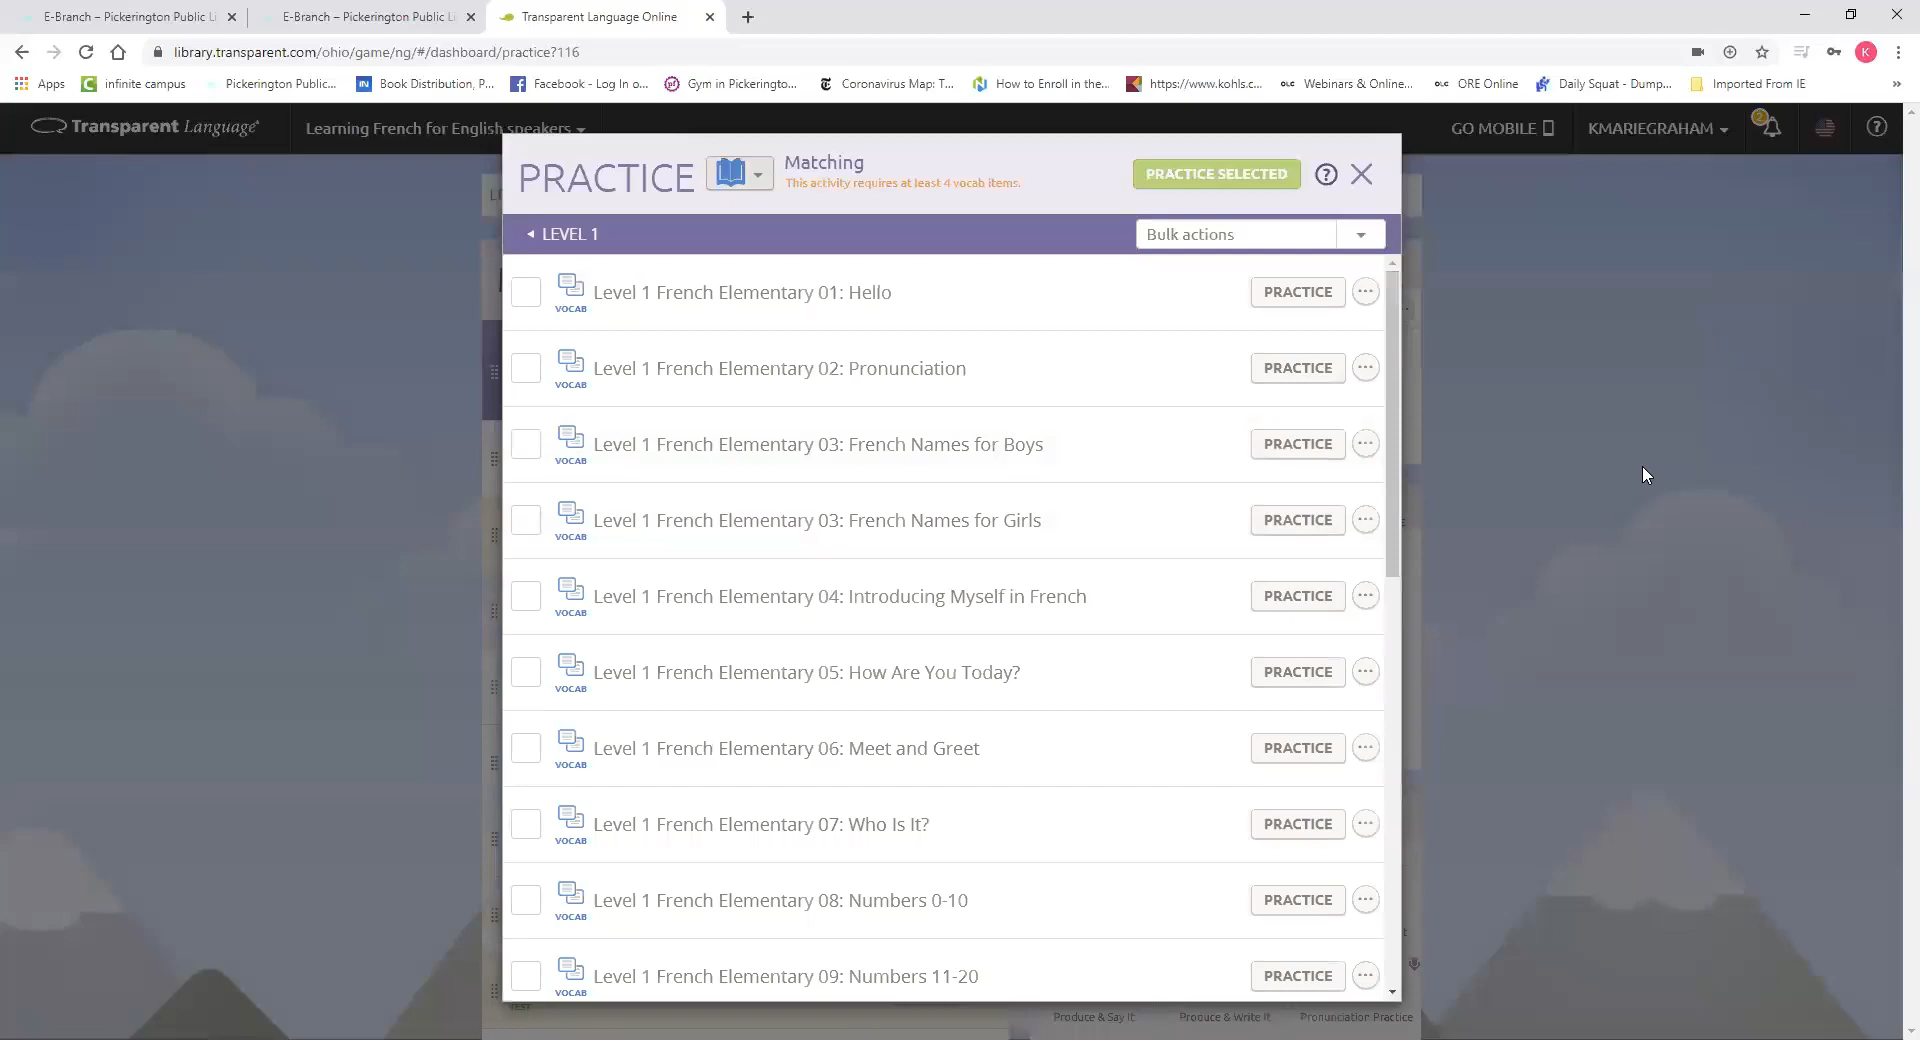 E-Branch – Pickerington Public Li
E-Branch – Pickerington Public Li
Transparent Language Online
library.transparent.com/ohio/game/ng/#/dashboard/practice?116
K
Apps
infinite campus
Pickerington Public...
IN
Book Distribution, P...
Facebook - Log In o...
Gym in Pickeringto...
Coronavirus Map: T...
How to Enroll in the...
https://www.kohls.c...
OLC
Webinars & Online...
OLC
ORE Online
Daily Squat - Dump...
Imported From IE
»
Transparent Language
Learning French for English speakers
GO MOBILE
KMARIEGRAHAM
2
?
PRACTICE
Matching
This activity requires at least 4 vocab items.
PRACTICE SELECTED
?
LEVEL 1
Bulk actions
VOCAB
Level 1 French Elementary 01: Hello
PRACTICE
VOCAB
Level 1 French Elementary 02: Pronunciation
PRACTICE
VOCAB
Level 1 French Elementary 03: French Names for Boys
PRACTICE
VOCAB
Level 1 French Elementary 03: French Names for Girls
PRACTICE
VOCAB
Level 1 French Elementary 04: Introducing Myself in French
PRACTICE
VOCAB
Level 1 French Elementary 05: How Are You Today?
PRACTICE
VOCAB
Level 1 French Elementary 06: Meet and Greet
PRACTICE
VOCAB
Level 1 French Elementary 07: Who Is It?
PRACTICE
VOCAB
Level 1 French Elementary 08: Numbers 0-10
PRACTICE
VOCAB
Level 1 French Elementary 09: Numbers 11-20
PRACTICE
Produce & Say It
Produce & Write It
Pronunciation Practice